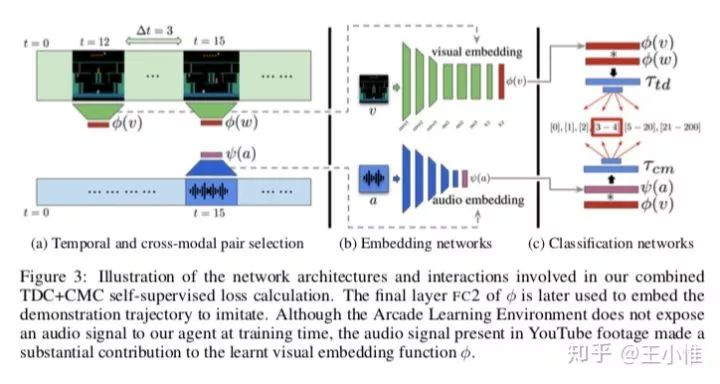 Δt = 3
t = 0
t = 12
t = 15
... ...
... ...
ϕ(v)
ϕ(w)
ψ(a)
... ... ...
... ...
t = 0
t = 15
(a) Temporal and cross-modal pair selection
visual embedding
v
ϕ(v)
a
ψ(a)
audio embedding
(b) Embedding networks
ϕ(v)
*
ϕ(w)
τtd
[0], [1], [2], [3 − 4], [5 − 20], [21 − 200]
τcm
ψ(a)
*
ϕ(v)
(c) Classification networks
Figure 3: Illustration of the network architectures and interactions involved in our combined
TDC+CMC self-supervised loss calculation. The final layer FC2 of ϕ is later used to embed the
demonstration trajectory to imitate. Although the Arcade Learning Environment does not expose
an audio signal to our agent at training time, the audio signal present in YouTube footage made a
substantial contribution to the learnt visual embedding function ϕ.
知乎 @王小惟